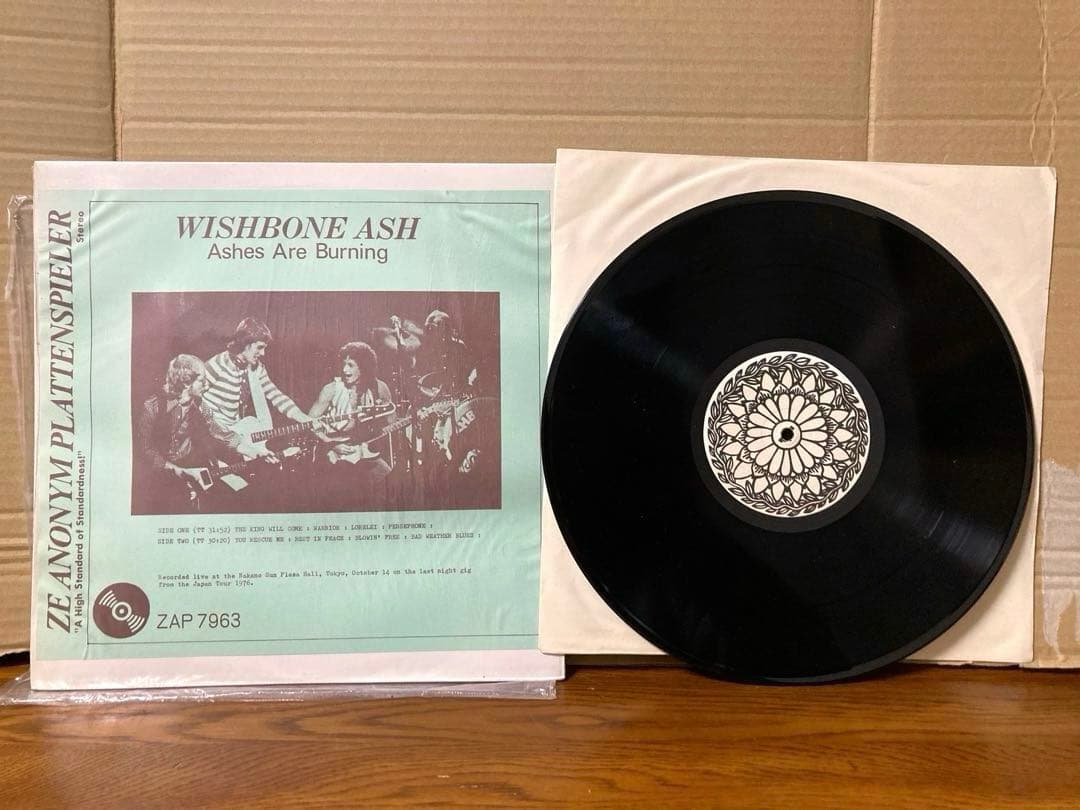 ZE ANONYM PLATTENSPIELER
"A High Standard of Standardness!"
Stereo
WISHBONE ASH
Ashes Are Burning
SIDE ONE (TT 31:52) THE KING WILL COME : WARRIOR : LORELEI : PERSEPHONE :
SIDE TWO (TT 30:20) YOU RESCUE ME : REST IN PEACE : BLOWIN' FREE : BAD WEATHER BLUES :
Recorded live at the Nakano Sun Plaza Hall, Tokyo, October 14 on the last night gig
from the Japan Tour 1976.
ZAP 7963